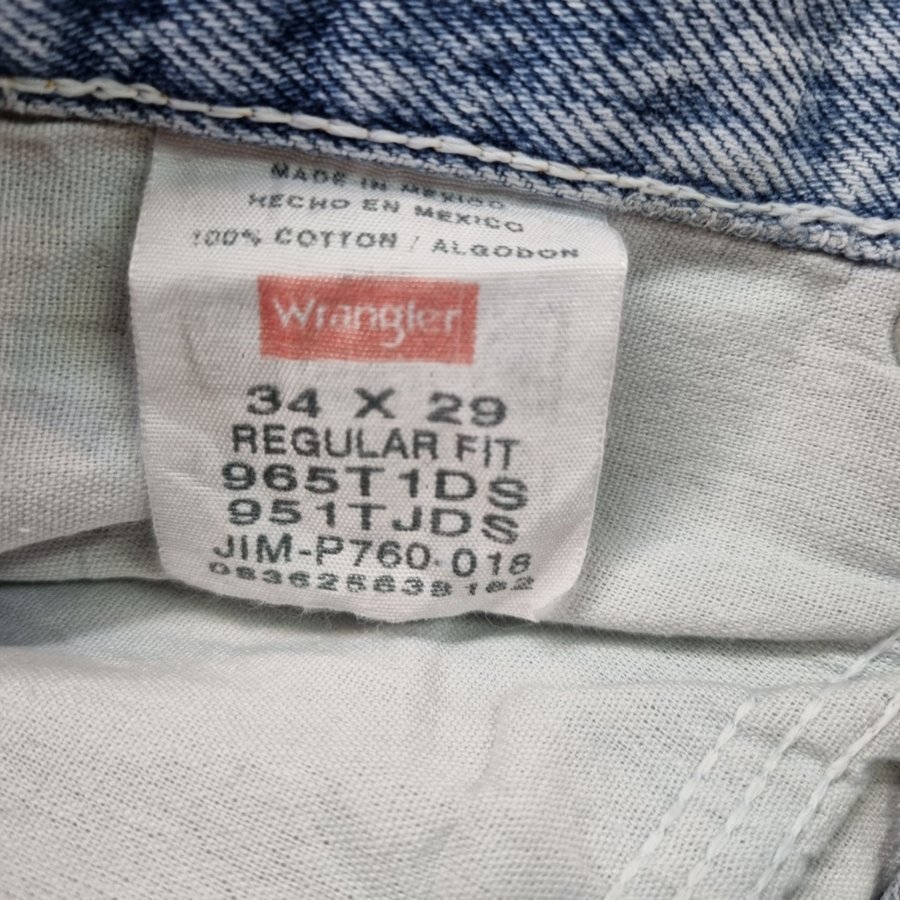 MADE IN MEXICO
HECHO EN MEXICO
100% COTTON / ALGODON
Wrangler
34 X 29
REGULAR FIT
965T1DS
951TJDS
JIM-P760-018